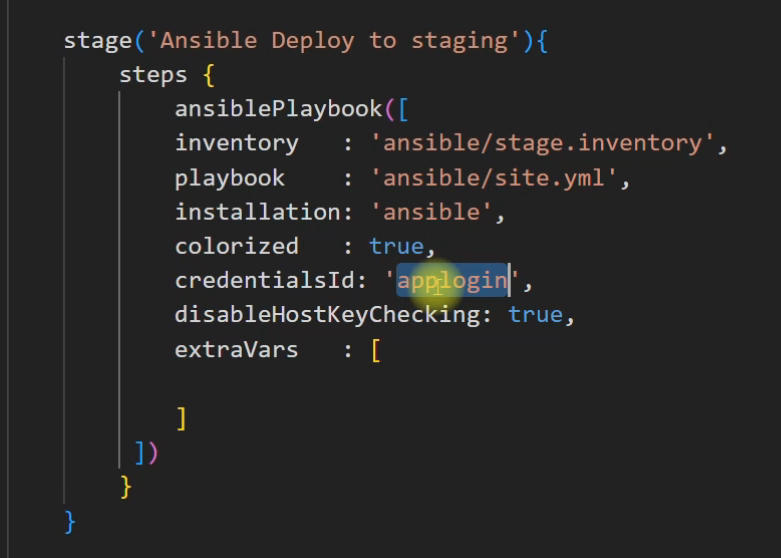 stage('Ansible Deploy to staging'){
steps {
ansiblePlaybook([
inventory   : 'ansible/stage.inventory',
playbook    : 'ansible/site.yml',
installation: 'ansible',
colorized   : true,
credentialsId: 'applogin',
disableHostKeyChecking: true,
extraVars   : [
]
])
}
}